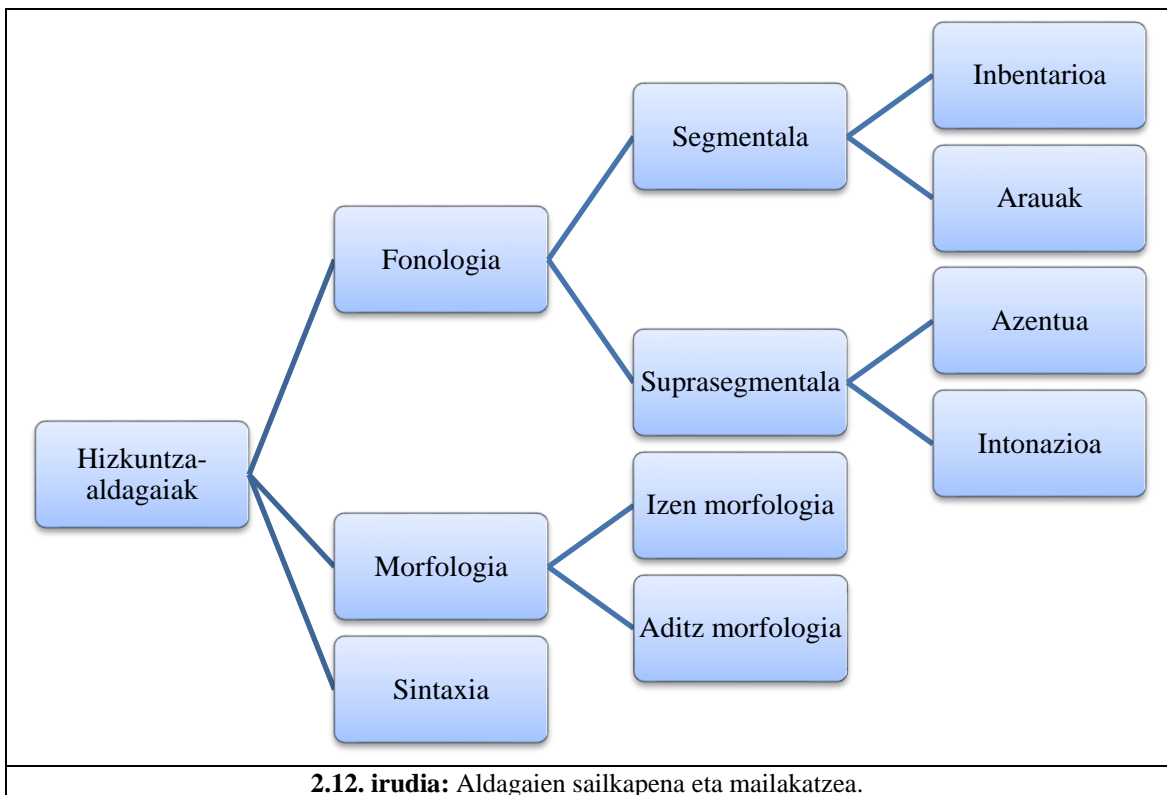 Inbentarioa
Segmentala
Arauak
Fonologia
Azentua
Suprasegmentala
Intonazioa
Hizkuntza-
aldagaiak
Izen morfologia
Morfologia
Aditz morfologia
Sintaxia
2.12. irudia: Aldagaien sailkapena eta mailakatzea.